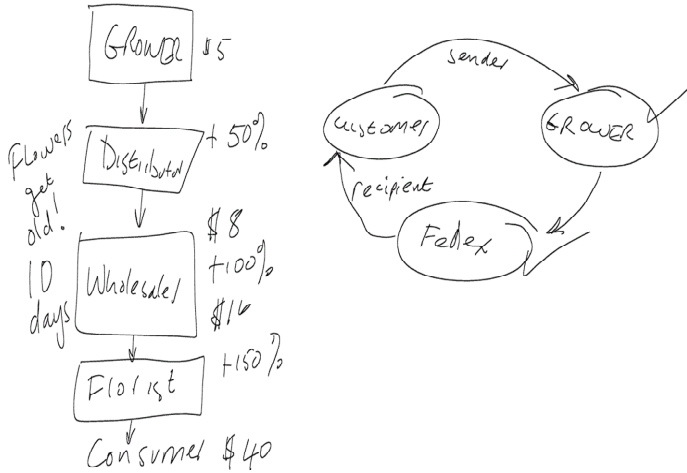 GROWER $5
Distributor +50%
Flowers
get
old!
10
days
$8
Wholesaler +100%
$16
Florist +150%
Consumer $40
sender
Customer
GROWER
recipient
FedEx